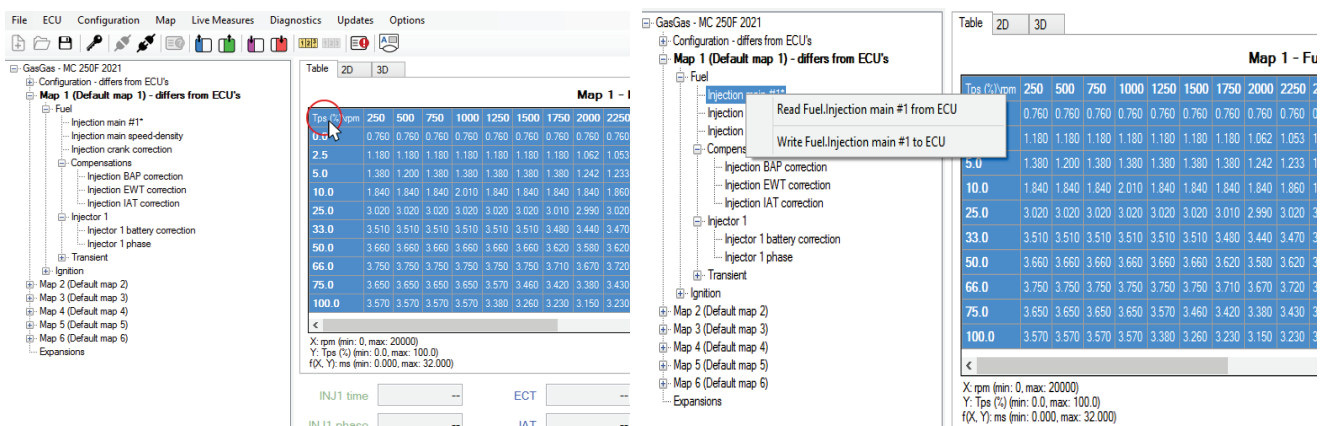 File ECU Configuration Map Live Measures Diagnostics Updates Options
GasGas - MC 250F 2021
Configuration - differs from ECU's
Map 1 (Default map 1) - differs from ECU's
Fuel
Injection main #1*
Injection main speed-density
Injection crank correction
Compensations
Injection BAP correction
Injection EWT correction
Injection IAT correction
Injector 1
Injector 1 battery correction
Injector 1 phase
Transient
Ignition
Map 2 (Default map 2)
Map 3 (Default map 3)
Map 4 (Default map 4)
Map 5 (Default map 5)
Map 6 (Default map 6)
Expansions
Table 2D 3D
Map 1 -
Tps (%)\rpm 250 500 750 1000 1250 1500 1750 2000 2250
0.0 0.760 0.760 0.760 0.760 0.760 0.760 0.760 0.760 0.760
2.5 1.180 1.180 1.180 1.180 1.180 1.180 1.180 1.062 1.053
5.0 1.380 1.200 1.380 1.380 1.380 1.380 1.380 1.242 1.233
10.0 1.840 1.840 1.840 2.010 1.840 1.840 1.840 1.840 1.860
25.0 3.020 3.020 3.020 3.020 3.020 3.020 3.010 2.990 3.020
33.0 3.510 3.510 3.510 3.510 3.510 3.510 3.480 3.440 3.470
50.0 3.660 3.660 3.660 3.660 3.660 3.660 3.620 3.580 3.620
66.0 3.750 3.750 3.750 3.750 3.750 3.750 3.710 3.670 3.720
75.0 3.650 3.650 3.650 3.650 3.570 3.460 3.420 3.380 3.430
100.0 3.570 3.570 3.570 3.570 3.380 3.260 3.230 3.150 3.230
X: rpm (min: 0, max: 20000)
Y: Tps (%) (min: 0.0, max: 100.0)
f(X, Y): ms (min: 0.000, max: 32.000)
INJ1 time -- ECT --
INJ1 phase -- IAT --
GasGas - MC 250F 2021
Configuration - differs from ECU's
Map 1 (Default map 1) - differs from ECU's
Fuel
Injection main #1*
Injection
Injection
Compens
Injection BAP correction
Injection EWT correction
Injection IAT correction
Injector 1
Injector 1 battery correction
Injector 1 phase
Transient
Ignition
Map 2 (Default map 2)
Map 3 (Default map 3)
Map 4 (Default map 4)
Map 5 (Default map 5)
Map 6 (Default map 6)
Expansions
Read Fuel.Injection main #1 from ECU
Write Fuel.Injection main #1 to ECU
Table 2D 3D
Map 1 - Fu
Tps (%)\rpm 250 500 750 1000 1250 1500 1750 2000 2
0.760 0.760 0.760 0.760 0.760 0.760 0.760 0.760 0
1.180 1.180 1.180 1.180 1.180 1.180 1.062 1.053 1
5.0 1.380 1.200 1.380 1.380 1.380 1.380 1.380 1.242 1.233 1
10.0 1.840 1.840 1.840 2.010 1.840 1.840 1.840 1.840 1.860 1
25.0 3.020 3.020 3.020 3.020 3.020 3.020 3.010 2.990 3.020 3
33.0 3.510 3.510 3.510 3.510 3.510 3.510 3.480 3.440 3.470 3
50.0 3.660 3.660 3.660 3.660 3.660 3.660 3.620 3.580 3.620 3
66.0 3.750 3.750 3.750 3.750 3.750 3.750 3.710 3.670 3.720 3
75.0 3.650 3.650 3.650 3.650 3.570 3.460 3.420 3.380 3.430 3
100.0 3.570 3.570 3.570 3.570 3.380 3.260 3.230 3.150 3.230 3
X: rpm (min: 0, max: 20000)
Y: Tps (%) (min: 0.0, max: 100.0)
f(X, Y): ms (min: 0.000, max: 32.000)